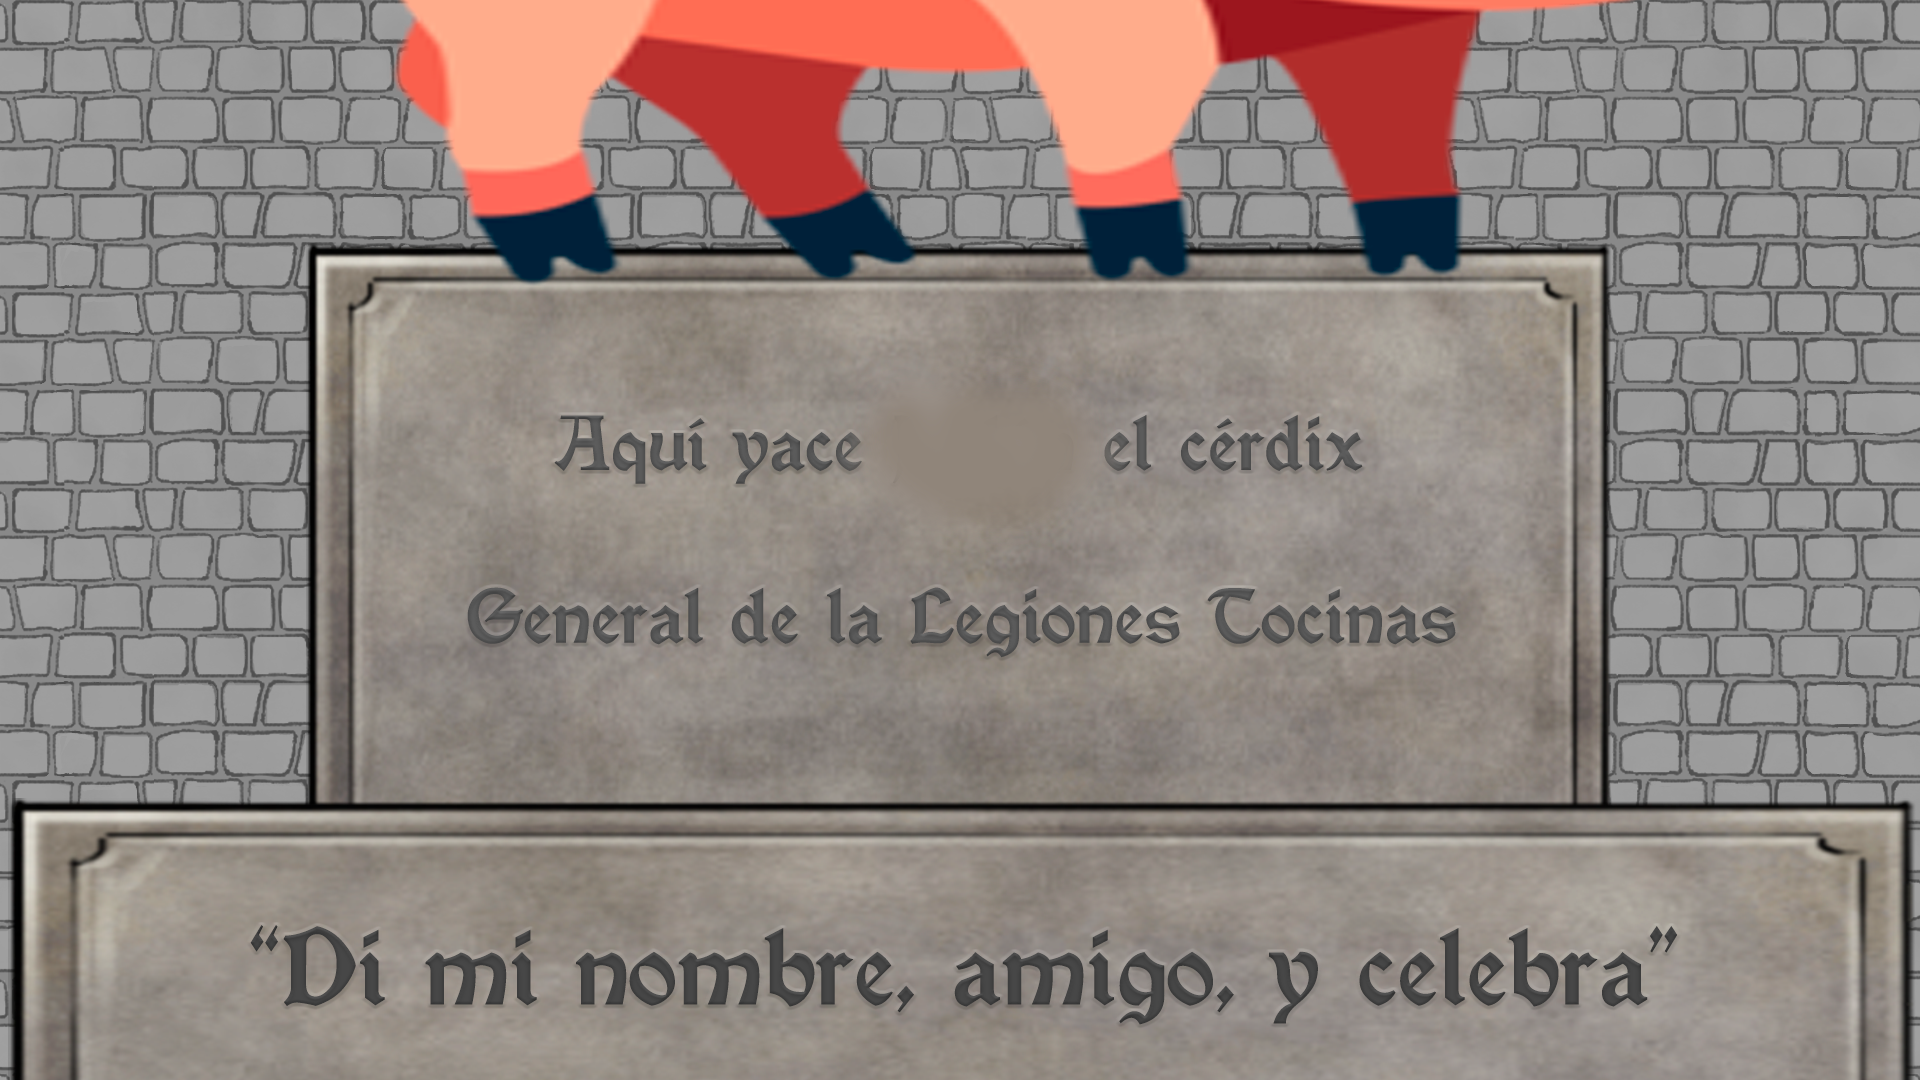 Aquí yace el cérdix
General de la Legiones Tocinas
“Di mi nombre, amigo, y celebra”